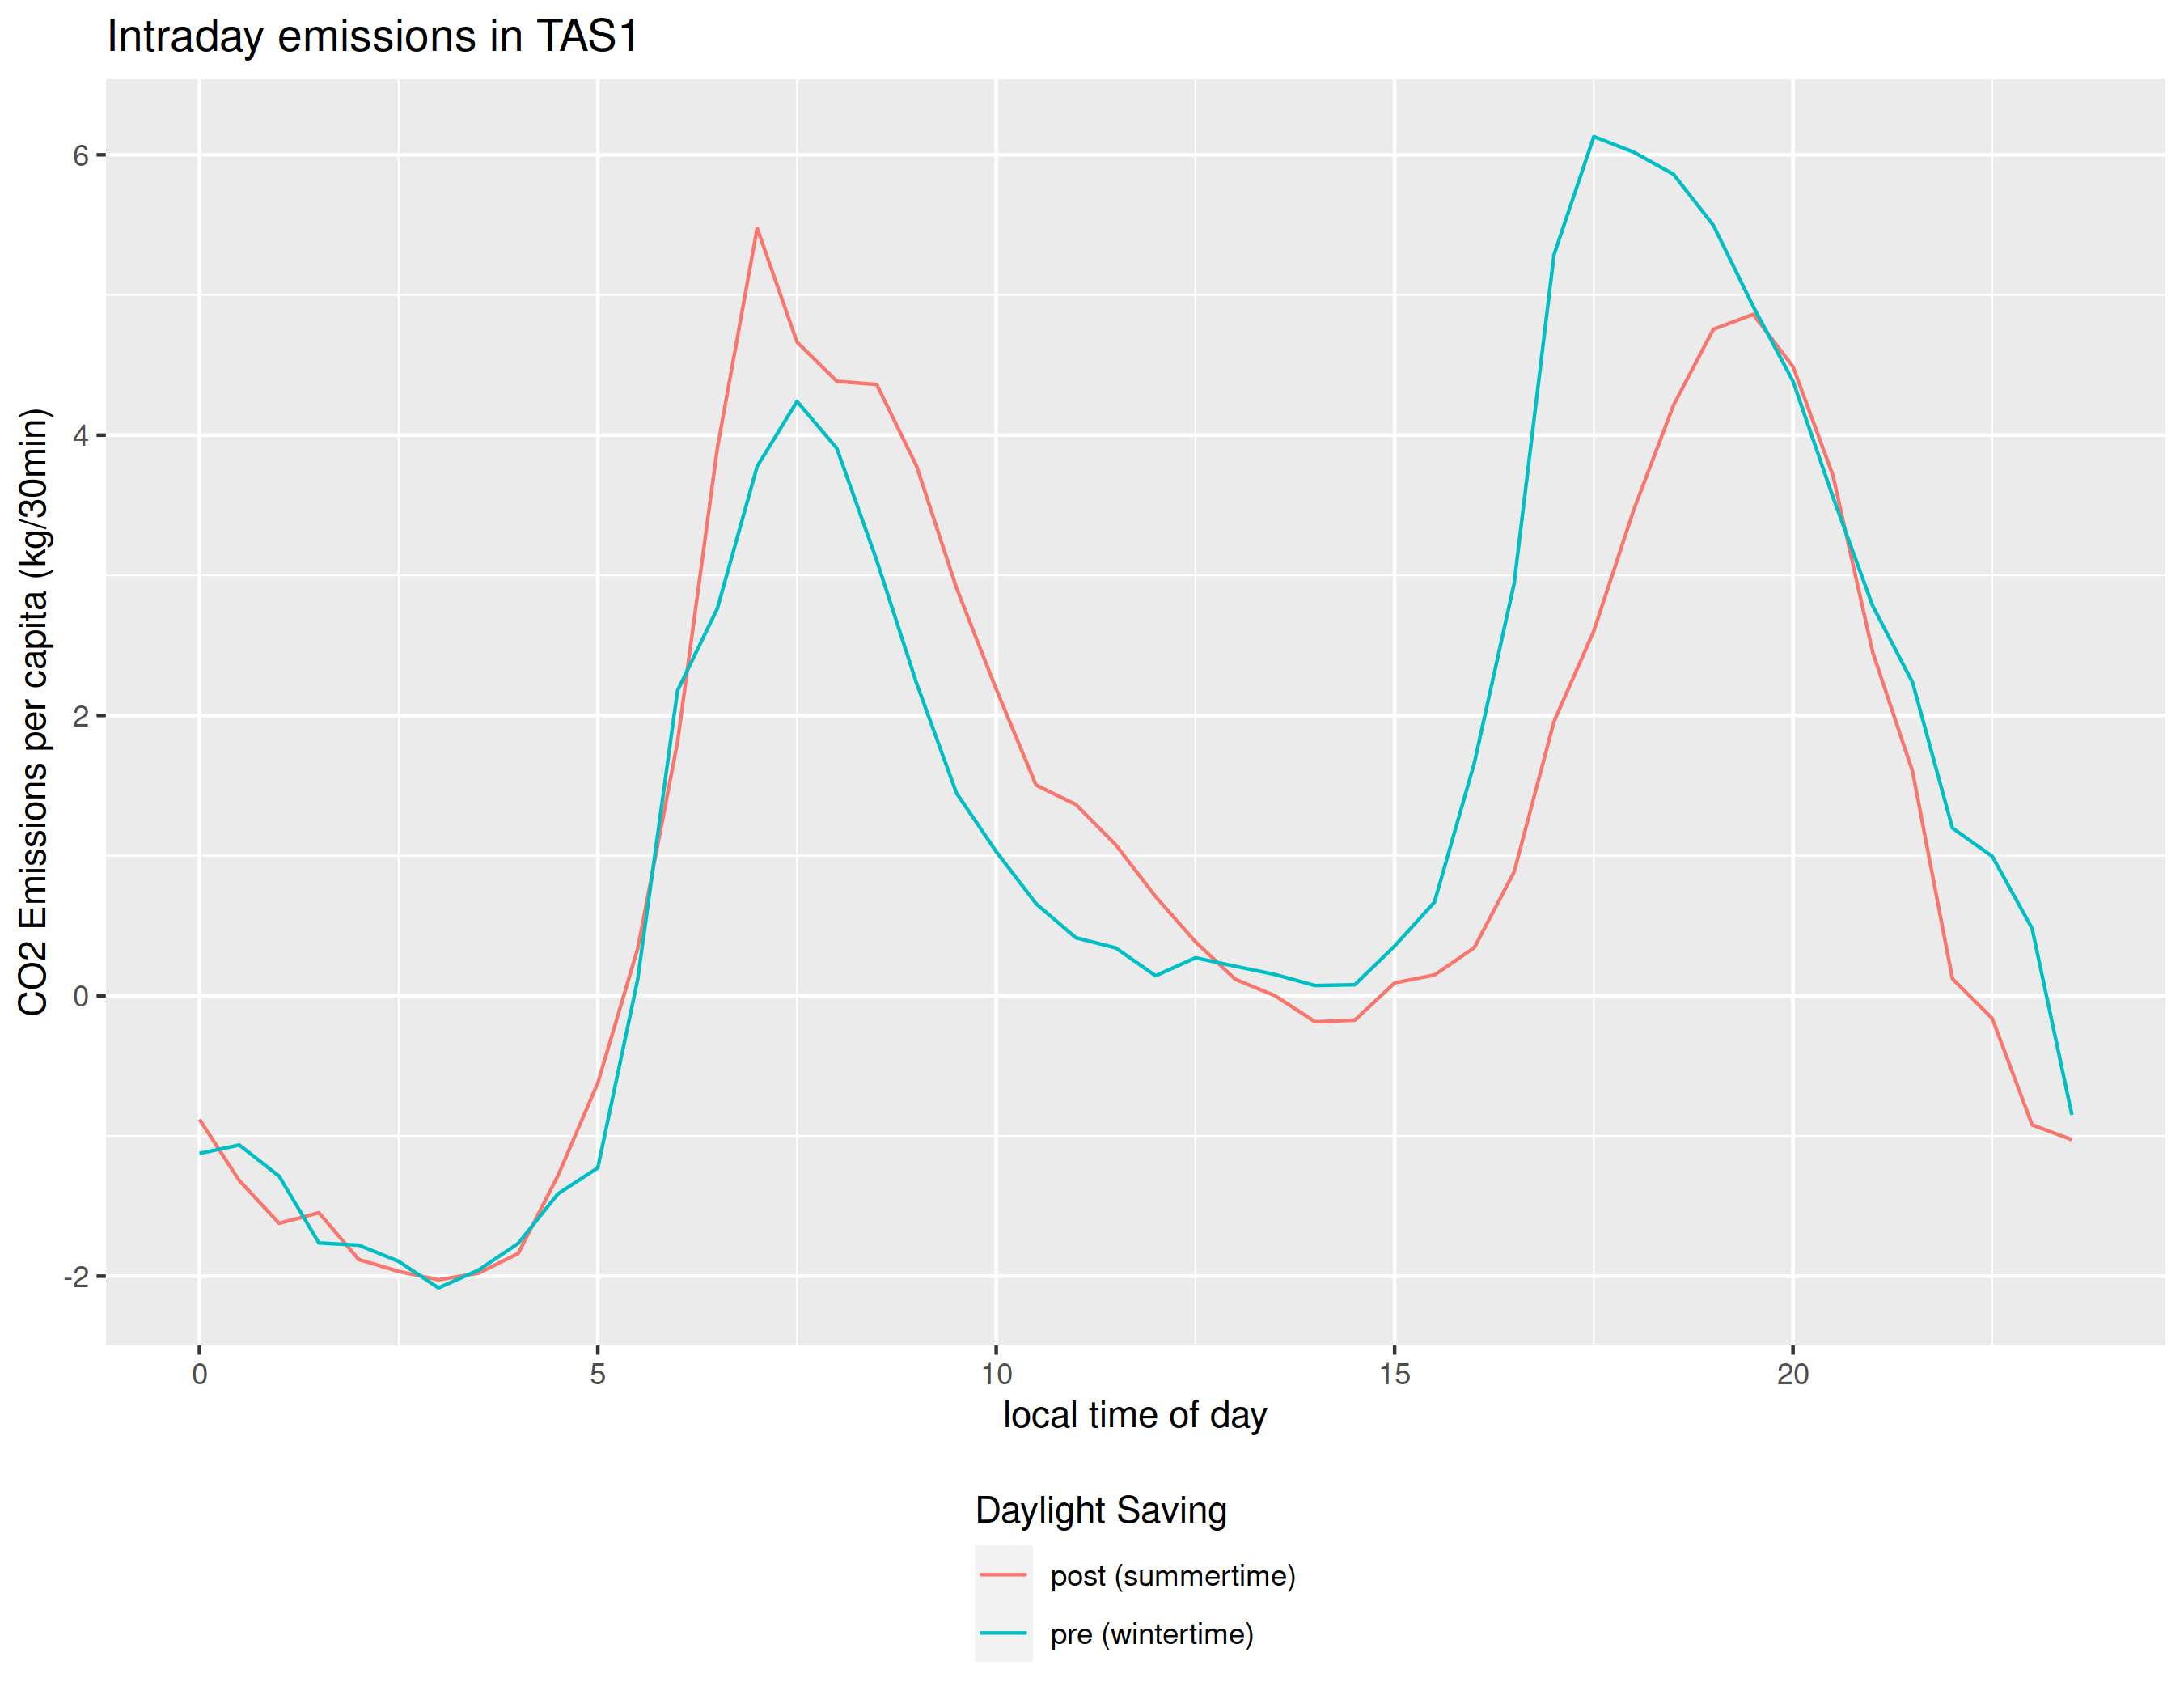 Intraday emissions in TAS1
CO2 Emissions per capita (kg/30min)
6
4
2
0
-2
0 5 10 15 20
local time of day
Daylight Saving
post (summertime)
pre (wintertime)